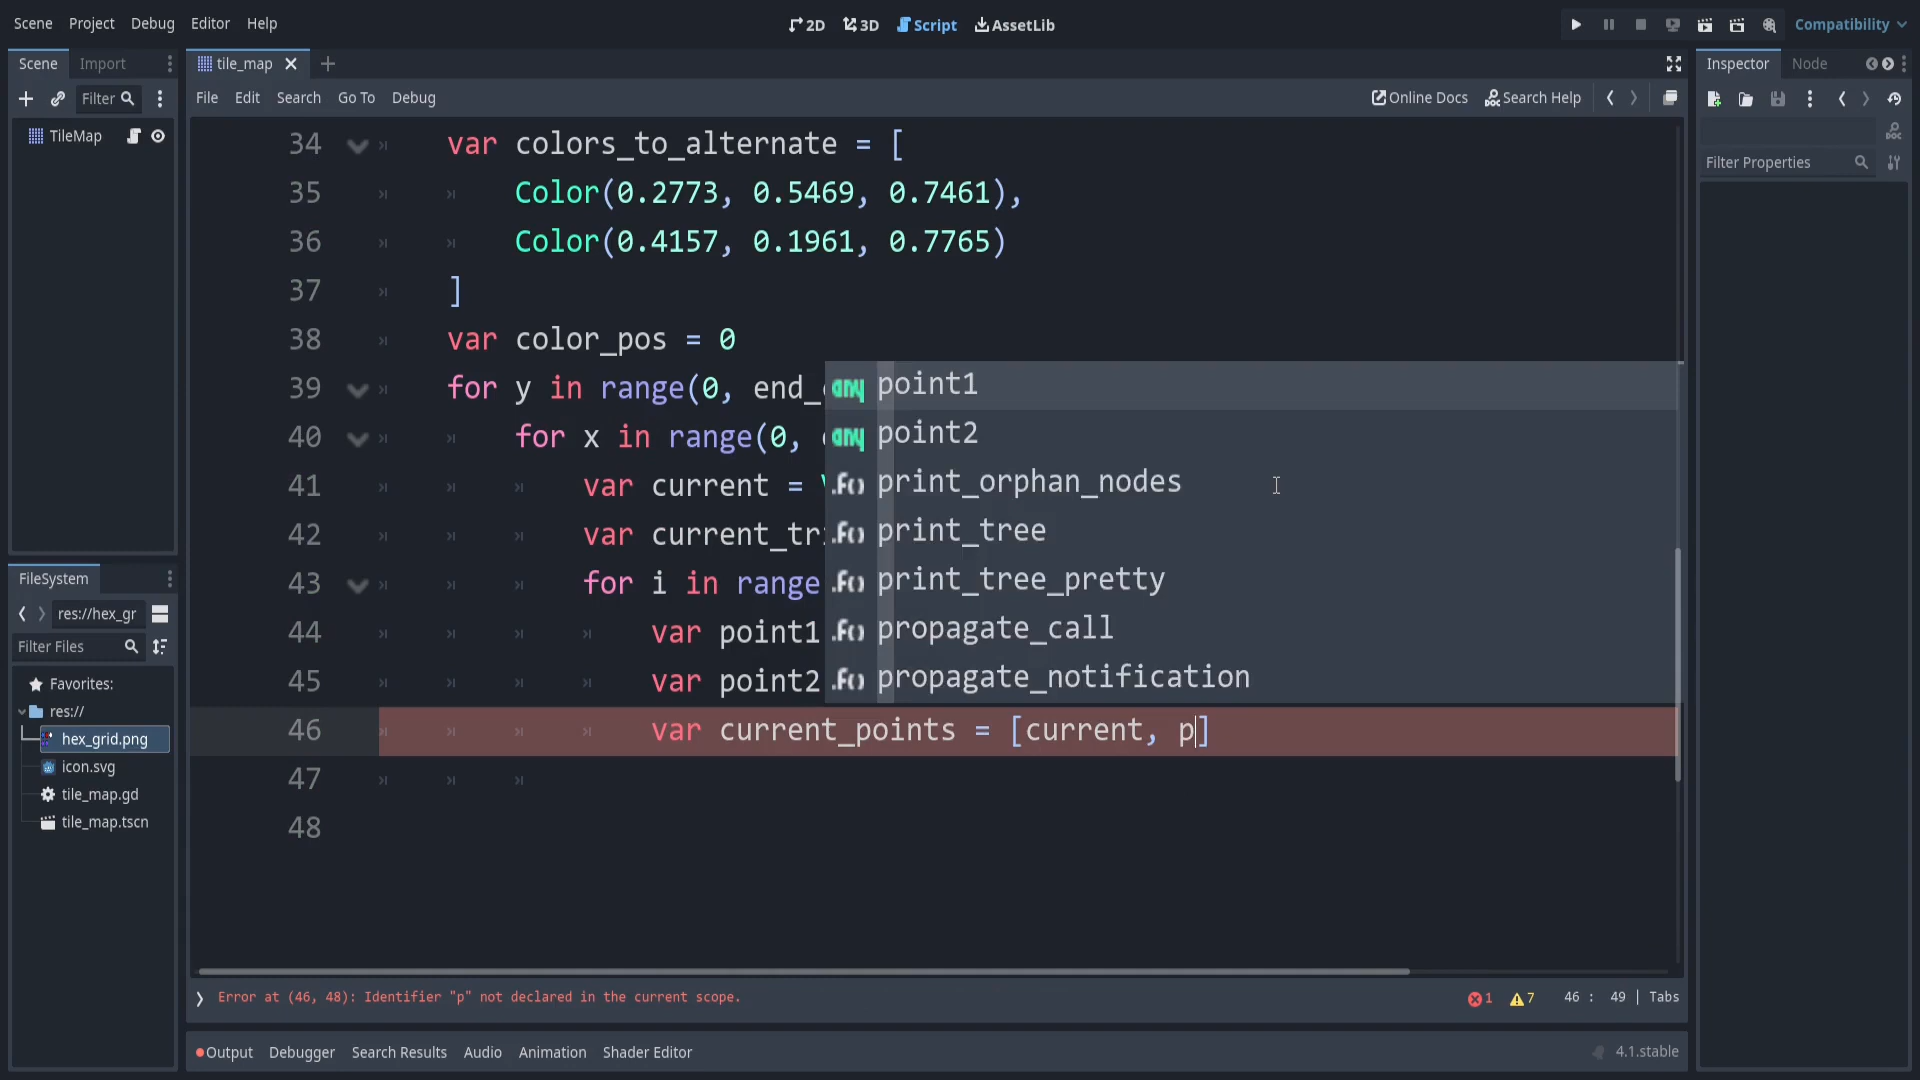 Scene Project Debug Editor Help
2D 3D Script AssetLib
Compatibility
Scene Import
Filter
TileMap
tile_map
File Edit Search Go To Debug
Online Docs Search Help
34 var colors_to_alternate = [
35 Color(0.2773, 0.5469, 0.7461),
36 Color(0.4157, 0.1961, 0.7765)
37 ]
38 var color_pos = 0
39 for y in range(0, end_
40 for x in range(0,
41 var current =
42 var current_tr
43 for i in range
44 var point1
45 var point2
46 var current_points = [current, p]
47
48
any point1
any point2
.F() print_orphan_nodes
.F() print_tree
.F() print_tree_pretty
.F() propagate_call
.F() propagate_notification
Error at (46, 48): Identifier "p" not declared in the current scope.
1 7 46 : 49 | Tabs
Output Debugger Search Results Audio Animation Shader Editor
4.1.stable
FileSystem
res://hex_gr
Filter Files
Favorites:
res://
hex_grid.png
icon.svg
tile_map.gd
tile_map.tscn
Inspector Node
DOC
Filter Properties